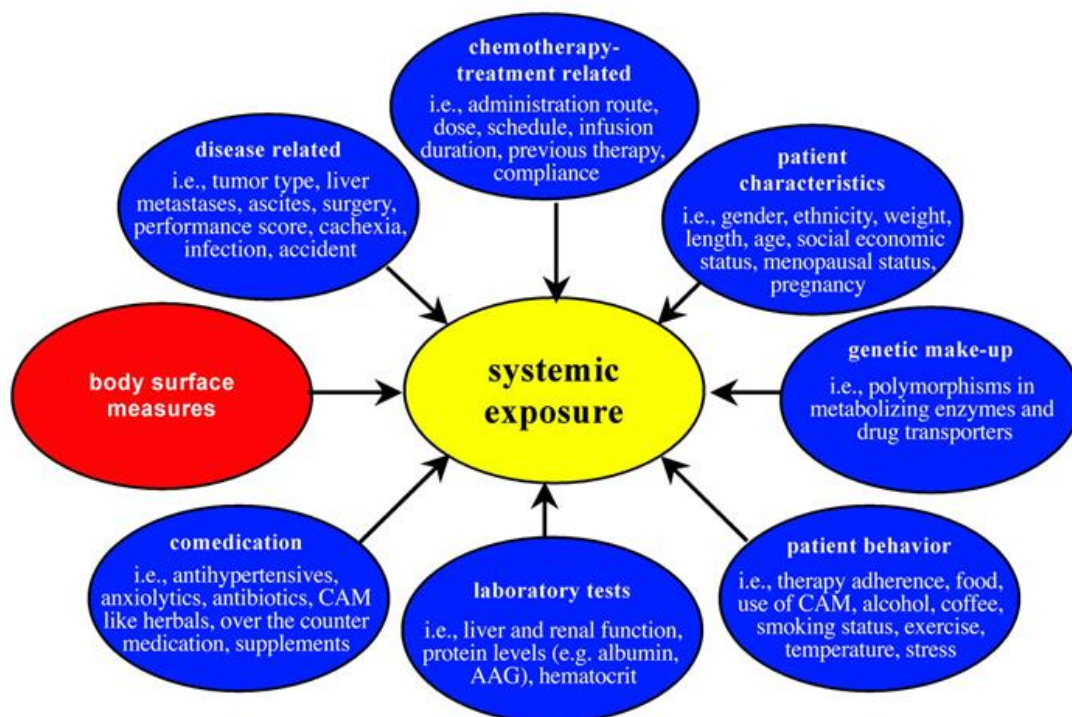 chemotherapy-
treatment related
i.e., administration route,
dose, schedule, infusion
duration, previous therapy,
compliance
disease related
i.e., tumor type, liver
metastases, ascites, surgery,
performance score, cachexia,
infection, accident
patient
characteristics
i.e., gender, ethnicity, weight,
length, age, social economic
status, menopausal status,
pregnancy
body surface
measures
systemic
exposure
genetic make-up
i.e., polymorphisms in
metabolizing enzymes and
drug transporters
comedication
i.e., antihypertensives,
anxiolytics, antibiotics, CAM
like herbals, over the counter
medication, supplements
laboratory tests
i.e., liver and renal function,
protein levels (e.g. albumin,
AAG), hematocrit
patient behavior
i.e., therapy adherence, food,
use of CAM, alcohol, coffee,
smoking status, exercise,
temperature, stress